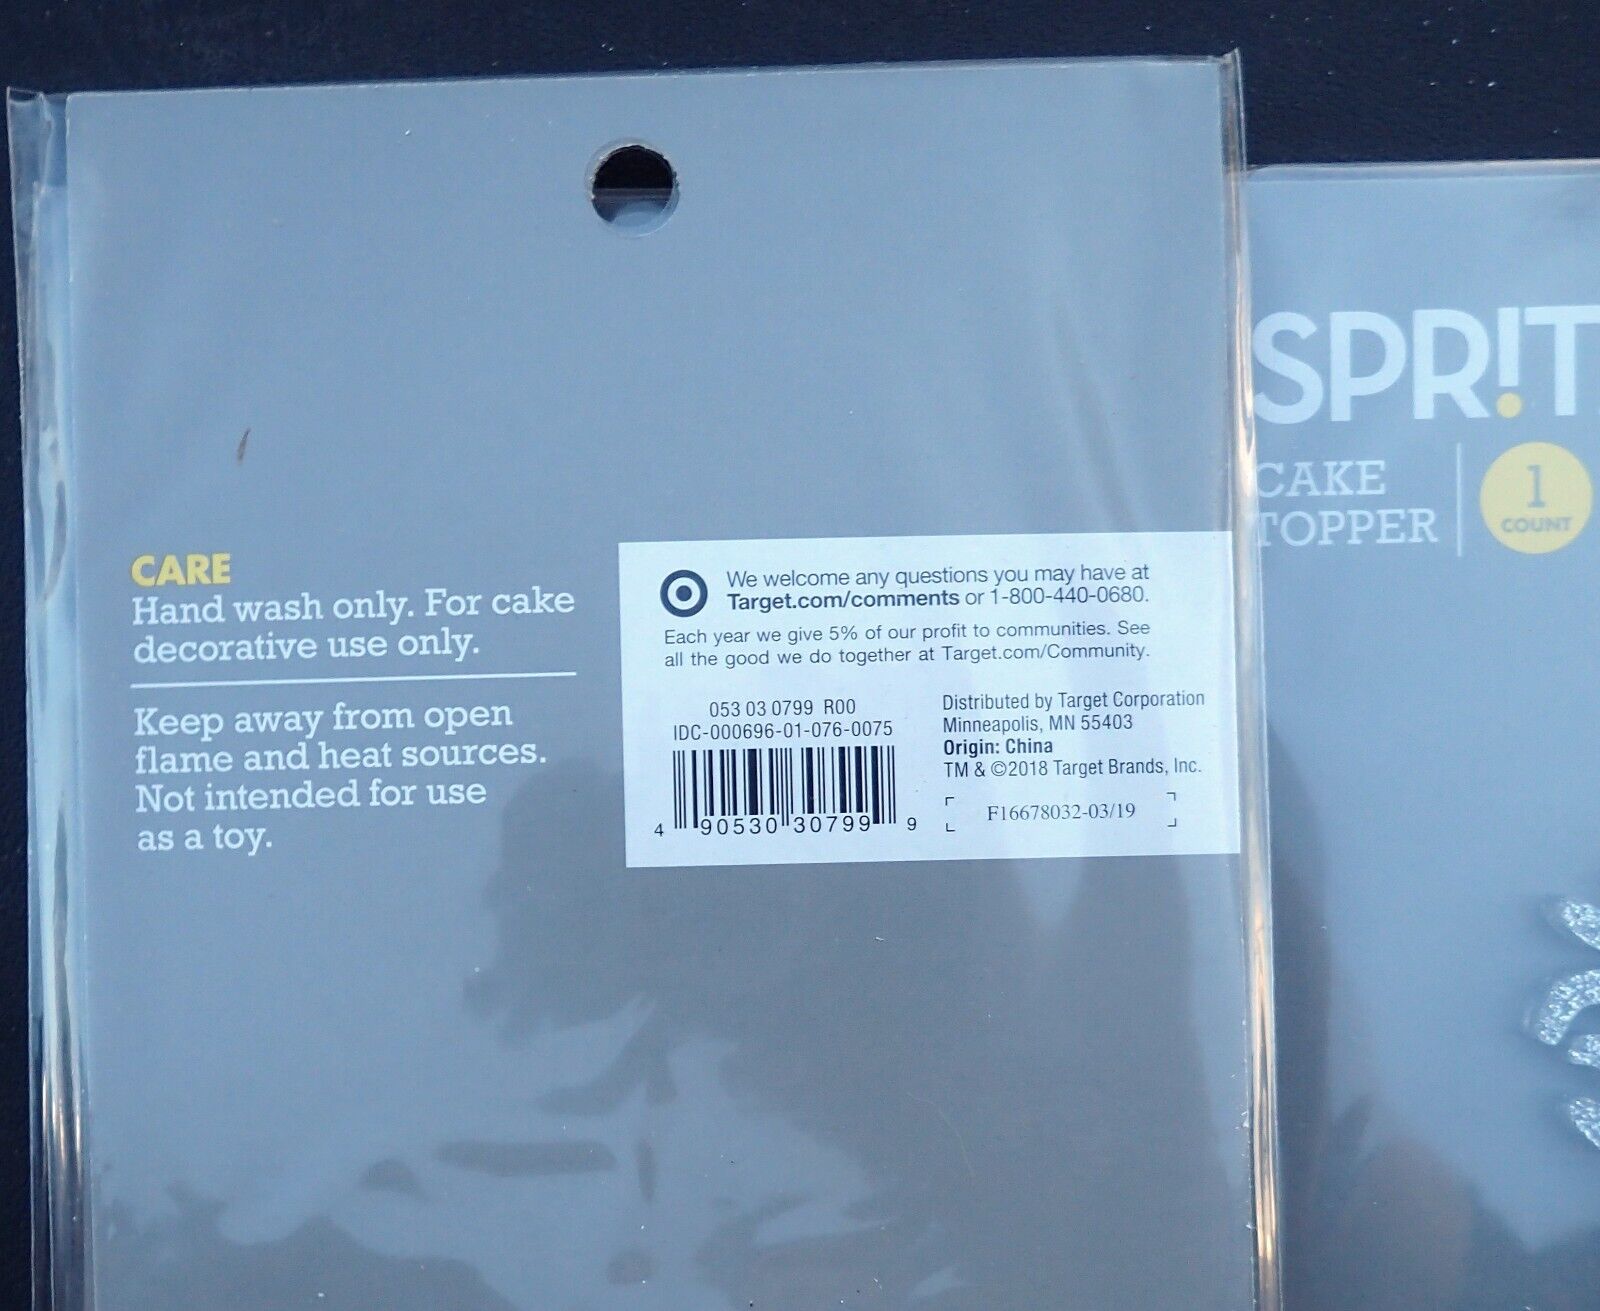 CARE
Hand wash only. For cake
decorative use only.
Keep away from open
flame and heat sources.
Not intended for use
as a toy.
We welcome any questions you may have at
Target.com/comments or 1-800-440-0680.
Each year we give 5% of our profit to communities. See
all the good we do together at Target.com/Community.
053 03 0799 R00
IDC-000696-01-076-0075
4 90530 30799 9
Distributed by Target Corporation
Minneapolis, MN 55403
Origin: China
TM & ©2018 Target Brands, Inc.
F16678032-03/19
SPR!T
CAKE
TOPPER
1
COUNT